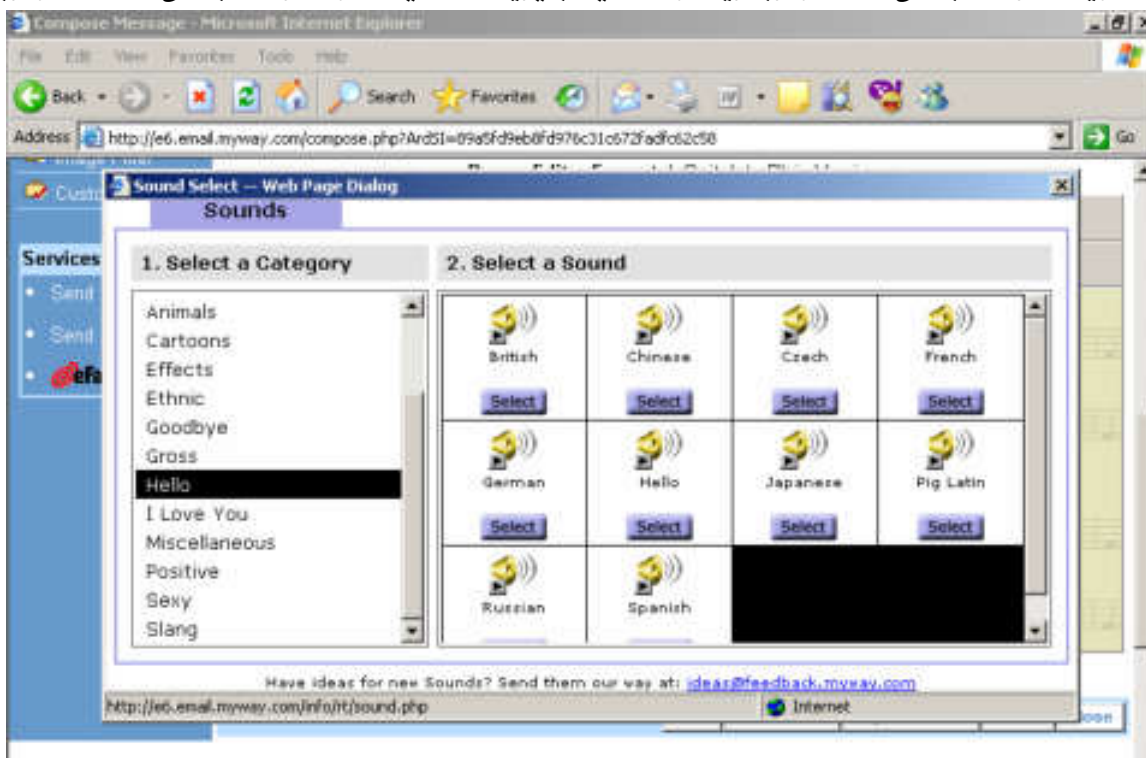 Compose Message - Microsoft Internet Explorer
File Edit View Favorites Tools Help
Back Search Favorites
Address http://e6.email.myway.com/compose.php? Go
Sound Select — Web Page Dialog
Sounds
Services
Send
Send
1. Select a Category
Animals
Cartoons
Effects
Ethnic
Goodbye
Gross
Hello
I Love You
Miscellaneous
Positive
Sexy
Slang
2. Select a Sound
British Chinese Czech French
Select Select Select Select
German Hello Japanese Pig Latin
Select Select Select Select
Russian Spanish
Have ideas for new Sounds? Send them our way at: ideas@feedback.myway.com
http://e6.email.myway.com/info/rt/sound.php Internet